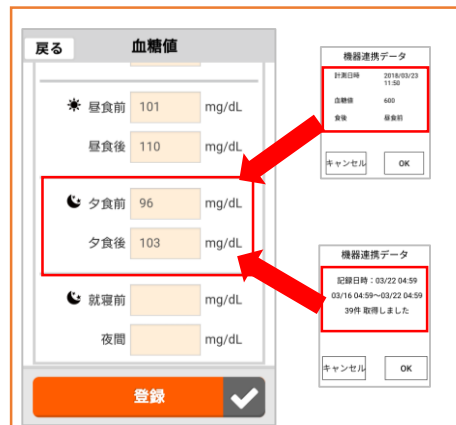 戻る 血糖値
昼食前 101 mg/dL
昼食後 110 mg/dL
夕食前 96 mg/dL
夕食後 103 mg/dL
就寝前 mg/dL
夜間 mg/dL
登録
機器連携データ
計測日時 2018/03/23
11:50
血糖値 600
食後 昼食前
キャンセル OK
機器連携データ
記録日時：03/22 04:59
03/16 04:59～03/22 04:59
39件 取得しました
キャンセル OK